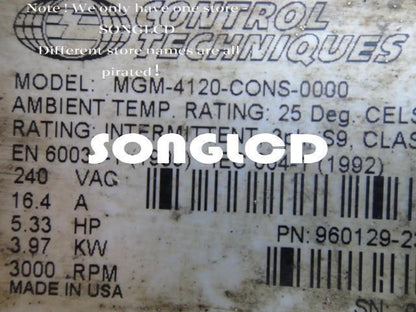 Note ! We only have one store -
SONGLCD
Different store names are all
pirated !
CONTROL
TECHNIQUES
MODEL: MGM-4120-CONS-0000
AMBIENT TEMP. RATING: 25 Deg. CELS
RATING: INTERMITTENT S9, CLAS
SONGLCD
EN 6003 (1992)
240 VAG
16.4 A
5.33 HP
3.97 KW
PN: 960129-2
3000 RPM
MADE IN USA
SN: